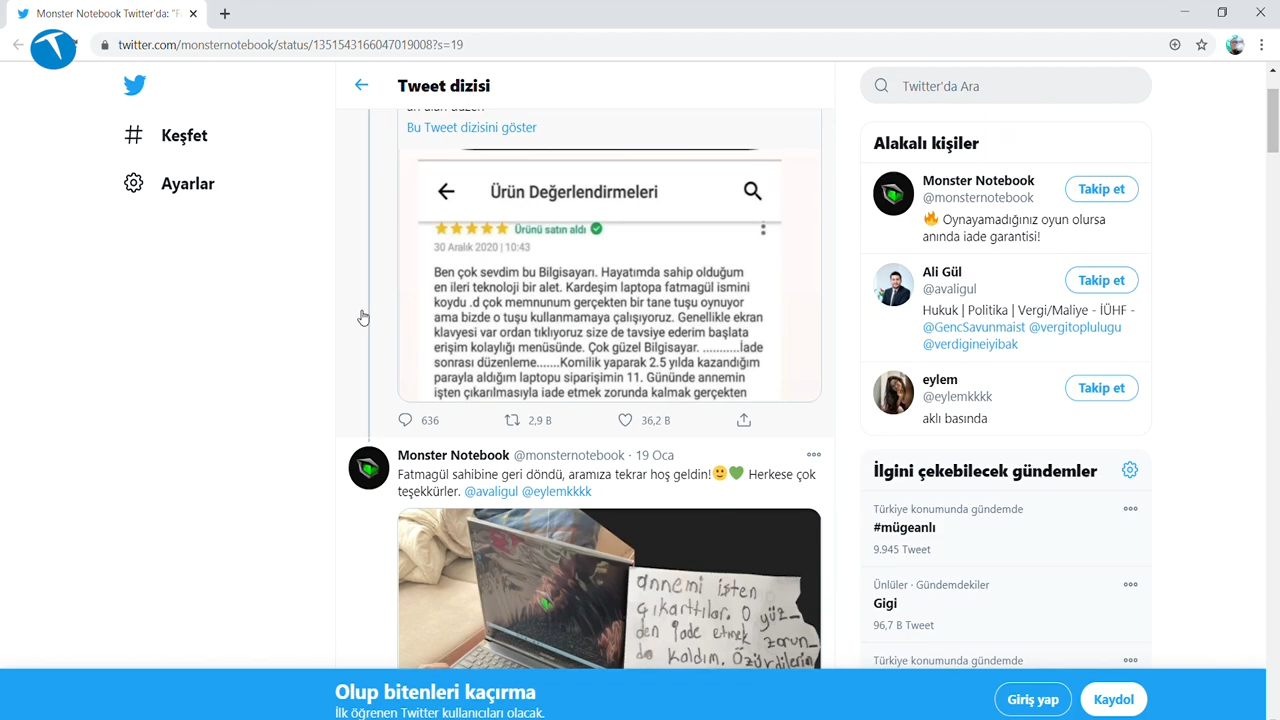 Monster Notebook Twitter'da: "F
twitter.com/monsternotebook/status/1351543166047019008?s=19
Keşfet
Ayarlar
Tweet dizisi
Bu Tweet dizisini göster
Ürün Değerlendirmeleri
Ürünü satın aldı
30 Aralık 2020 | 10:43
Ben çok sevdim bu Bilgisayarı. Hayatımda sahip olduğum
en ileri teknoloji bir alet. Kardeşim laptopa fatmagül ismini
koydu .d çok memnunum gerçekten bir tane tuşu oynuyor
ama bizde o tuşu kullanmamaya çalışıyoruz. Genellikle ekran
klavyesi var ordan tıklıyoruz size de tavsiye ederim başlata
erişim kolaylığı menüsünde. Çok güzel Bilgisayar. ...........İade
sonrası düzenleme.......Komilik yaparak 2.5 yılda kazandığım
parayla aldığım laptopu siparişimin 11. Gününde annemin
işten çıkarılmasıyla iade etmek zorunda kalmak gerçekten
636
2,9 B
36,2 B
Monster Notebook @monsternotebook · 19 Oca
Fatmagül sahibine geri döndü, aramıza tekrar hoş geldin!🙂💚 Herkese çok
teşekkürler. @avaligul @eylemkkkk
annemi işten
çıkarttılar. O yüz-
den iade etmek zorun-
da kaldım. Özürdilerim
Twitter'da Ara
Alakalı kişiler
Monster Notebook
@monsternotebook
Takip et
🔥 Oynayamadığınız oyun olursa
anında iade garantisi!
Ali Gül
@avaligul
Takip et
Hukuk | Politika | Vergi/Maliye - İÜHF -
@GencSavunmaist @vergitoplulugu
@verdigineiyibak
eylem
@eylemkkkk
Takip et
aklı basında
İlgini çekebilecek gündemler
Türkiye konumunda gündemde
#mügeanlı
9.945 Tweet
Ünlüler · Gündemdekiler
Gigi
96,7 B Tweet
Türkiye konumunda gündemde
Olup bitenleri kaçırma
İlk öğrenen Twitter kullanıcıları olacak.
Giriş yap
Kaydol